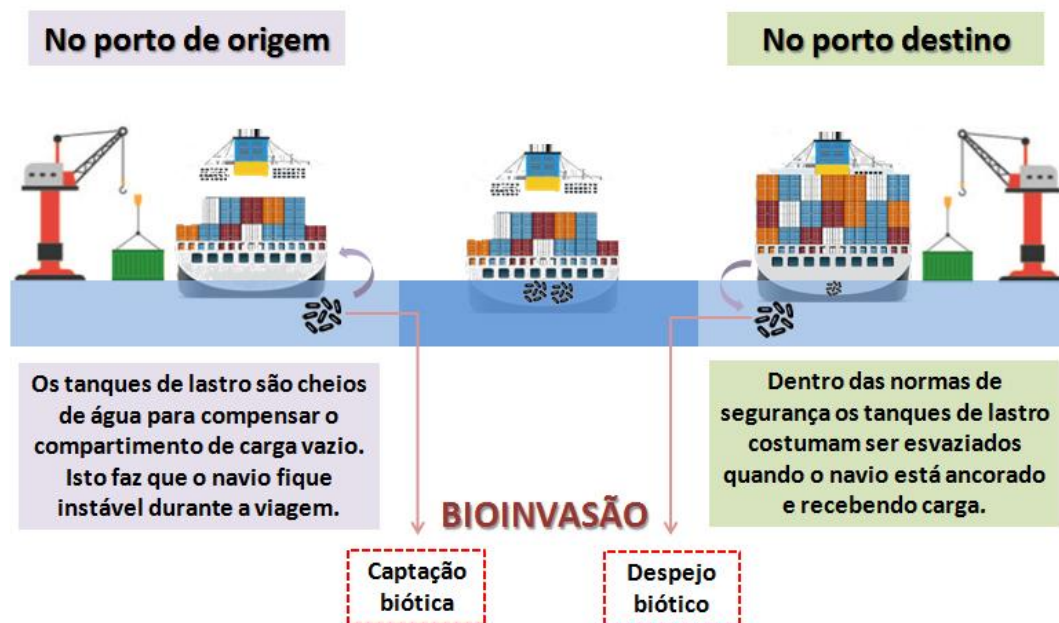 No porto de origem
No porto destino
Os tanques de lastro são cheios
de água para compensar o
compartimento de carga vazio.
Isto faz que o navio fique
instável durante a viagem.
Dentro das normas de
segurança os tanques de lastro
costumam ser esvaziados
quando o navio está ancorado
e recebendo carga.
BIOINVASÃO
Captação
biótica
Despejo
biótico